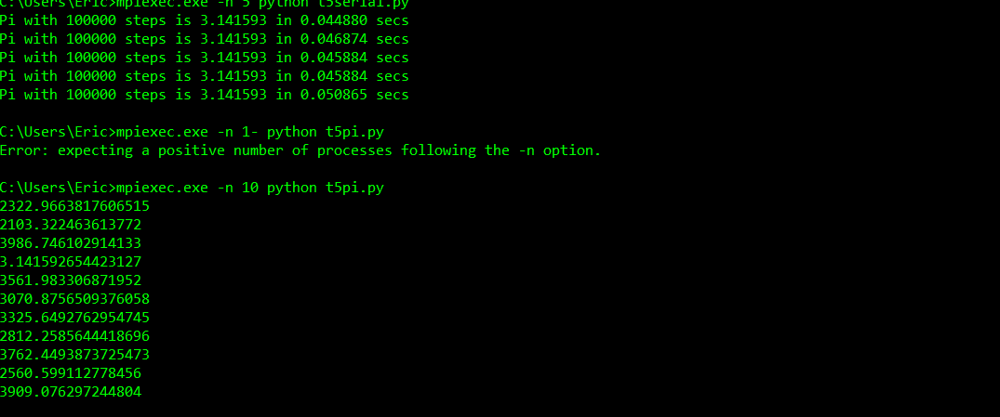 C:\Users\Eric>mpiexec.exe -n 5 python t5serial.py
Pi with 100000 steps is 3.141593 in 0.044880 secs
Pi with 100000 steps is 3.141593 in 0.046874 secs
Pi with 100000 steps is 3.141593 in 0.045884 secs
Pi with 100000 steps is 3.141593 in 0.045884 secs
Pi with 100000 steps is 3.141593 in 0.050865 secs
C:\Users\Eric>mpiexec.exe -n 1- python t5pi.py
Error: expecting a positive number of processes following the -n option.
C:\Users\Eric>mpiexec.exe -n 10 python t5pi.py
2322.9663817606515
2103.322463613772
3986.746102914133
3.141592654423127
3561.983306871952
3070.8756509376058
3325.6492762954745
2812.2585644418696
3762.4493873725473
2560.599112778456
3909.076297244804